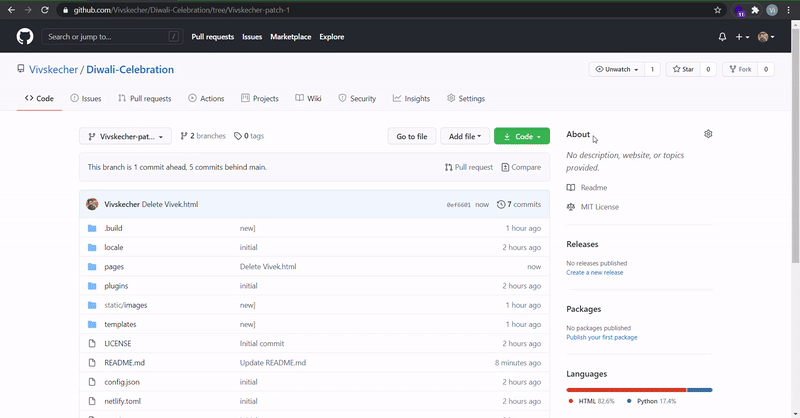 github.com/Vivskecher/Diwali-Celebration/tree/Vivskecher-patch-1
Vi
Search or jump to... /
Pull requests Issues Marketplace Explore
Vivskecher / Diwali-Celebration
Unwatch 1 Star 0 Fork 0
Code Issues Pull requests Actions Projects Wiki Security Insights Settings
Vivskecher-pat... 2 branches 0 tags Go to file Add file Code
This branch is 1 commit ahead, 5 commits behind main. Pull request Compare
Vivskecher Delete Vivek.html 0ef6601 now 7 commits
.build new] 1 hour ago
locale initial 2 hours ago
pages Delete Vivek.html now
plugins initial 2 hours ago
static/images new] 1 hour ago
templates new] 1 hour ago
LICENSE Initial commit 2 hours ago
README.md Update README.md 8 minutes ago
config.json initial 2 hours ago
netlify.toml initial 2 hours ago
About
No description, website, or topics
provided.
Readme
MIT License
Releases
No releases published
Create a new release
Packages
No packages published
Publish your first package
Languages
HTML 82.6% Python 17.4%